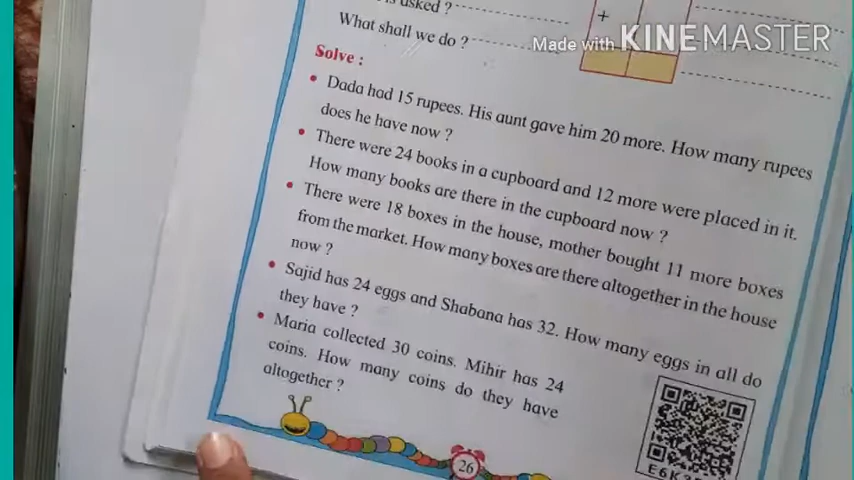 asked ?
What shall we do ?
+
Made with KINEMASTER
Solve :
• Dada had 15 rupees. His aunt gave him 20 more. How many rupees
does he have now ?
• There were 24 books in a cupboard and 12 more were placed in it.
How many books are there in the cupboard now ?
• There were 18 boxes in the house, mother bought 11 more boxes
from the market. How many boxes are there altogether in the house
now ?
• Sajid has 24 eggs and Shabana has 32. How many eggs in all do
they have ?
• Maria collected 30 coins. Mihir has 24
coins. How many coins do they have
altogether ?
26